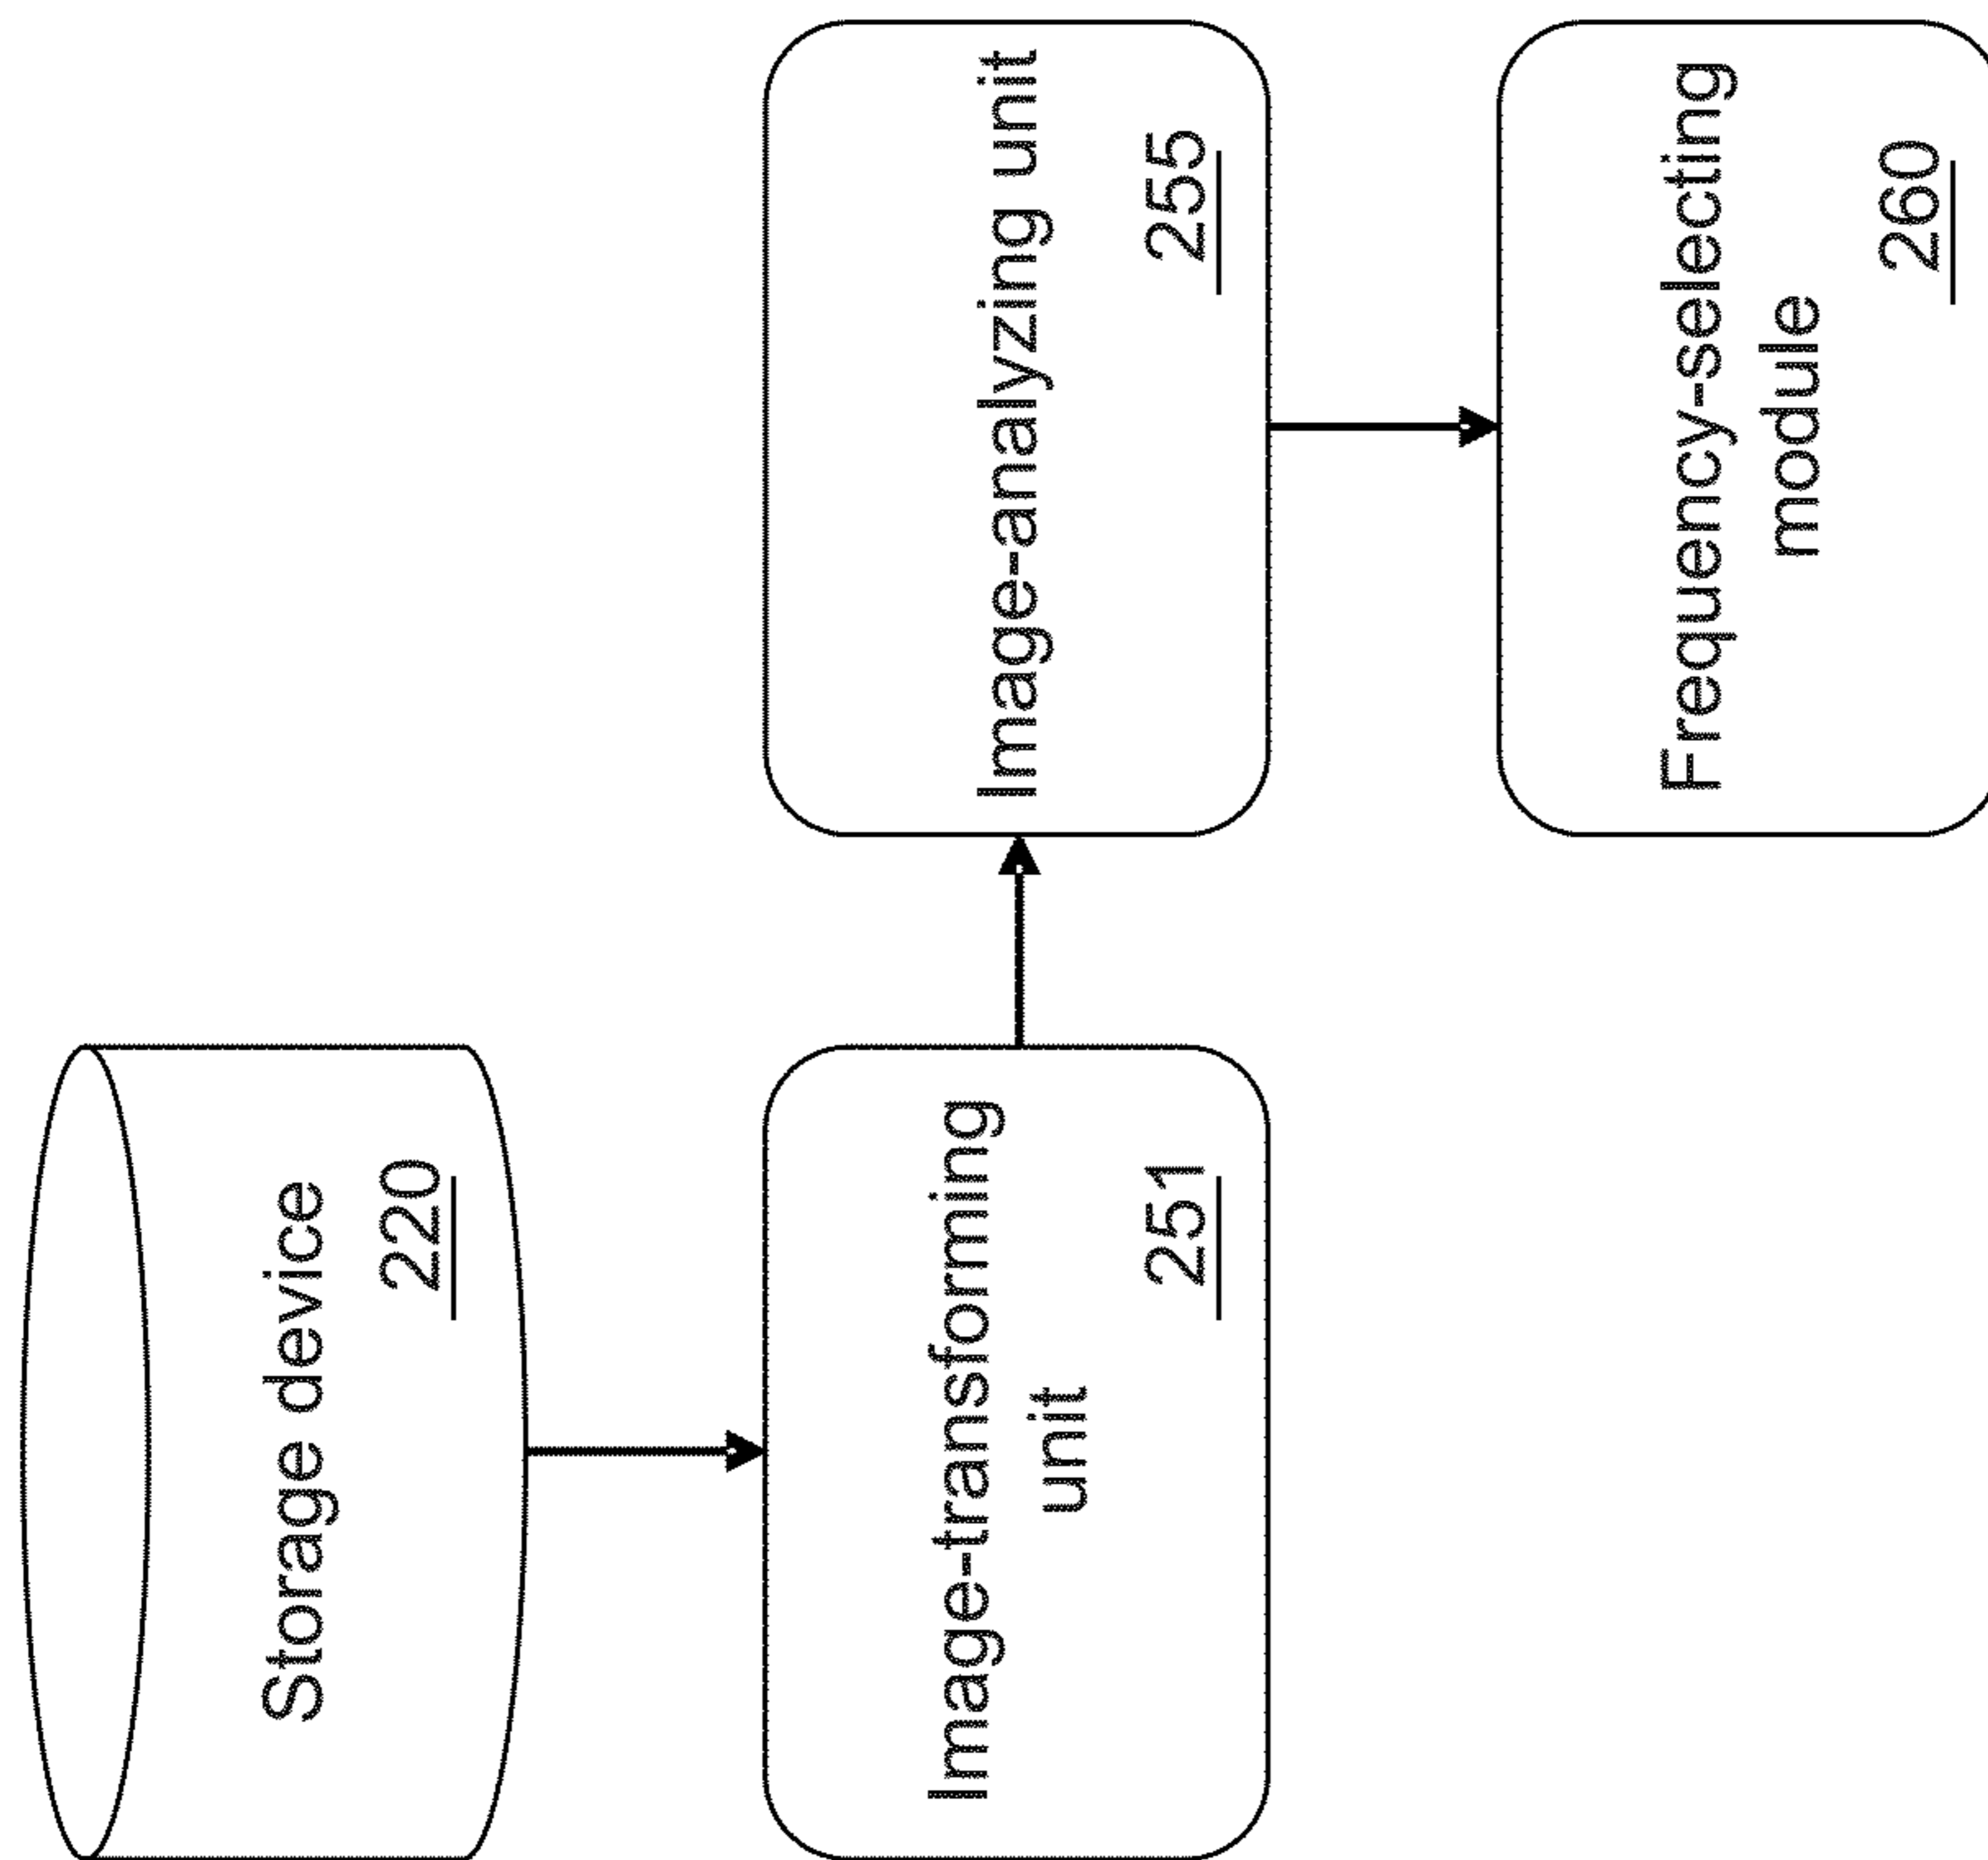 Storage device
220
Image-transforming
unit
251
Image-analyzing unit
255
Frequency-selecting
module
260